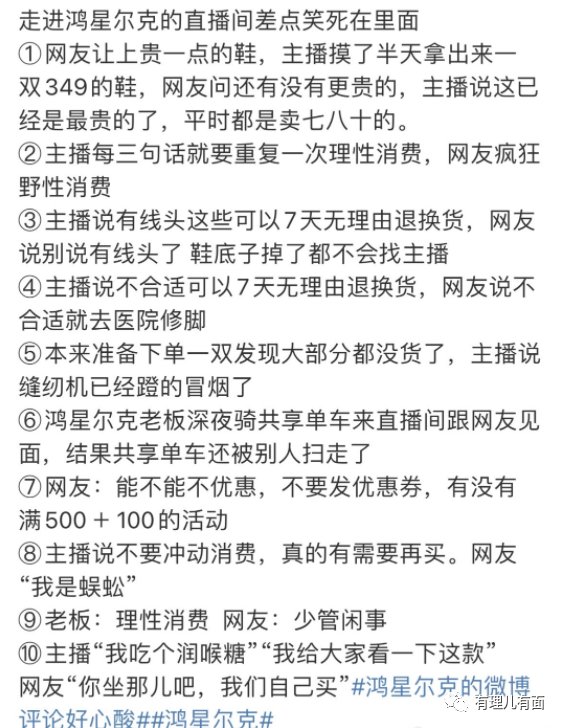 走进鸿星尔克的直播间差点笑死在里面
①网友让上贵一点的鞋，主播摸了半天拿出来一
双349的鞋，网友问还有没有更贵的，主播说这已
经是最贵的了，平时都是卖七八十的。
②主播每三句话就要重复一次理性消费，网友疯狂
野性消费
③主播说有线头这些可以7天无理由退换货，网友
说别说有线头了 鞋底子掉了都不会找主播
④主播说不合适可以7天无理由退换货，网友说不
合适就去医院修脚
⑤本来准备下单一双发现大部分都没货了，主播说
缝纫机已经蹬的冒烟了
⑥鸿星尔克老板深夜骑共享单车来直播间跟网友见
面，结果共享单车还被别人扫走了
⑦网友：能不能不优惠，不要发优惠券，有没有
满500＋100的活动
⑧主播说不要冲动消费，真的有需要再买。网友
“我是蜈蚣”
⑨老板：理性消费 网友：少管闲事
⑩主播“我吃个润喉糖”“我给大家看一下这款”
网友“你坐那儿吧，我们自己买”#鸿星尔克的微博
评论好心酸##鸿星尔克#
有理儿有面